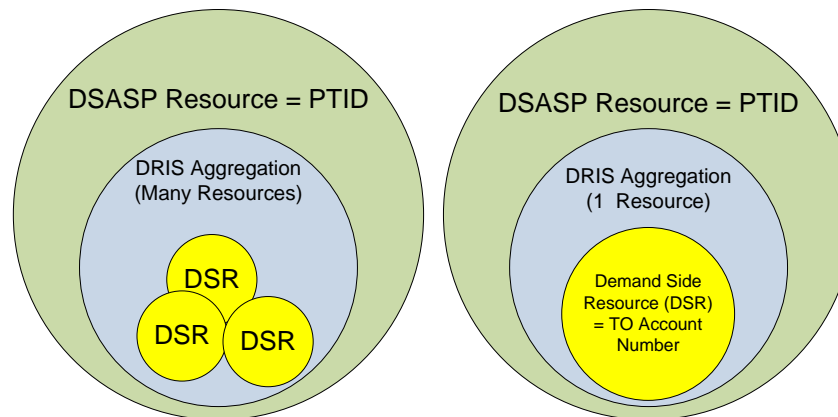 DSASP Resource = PTID
DRIS Aggregation
(Many Resources)
DSR
DSR
DSR
DSASP Resource = PTID
DRIS Aggregation
(1 Resource)
Demand Side
Resource (DSR)
= TO Account
Number